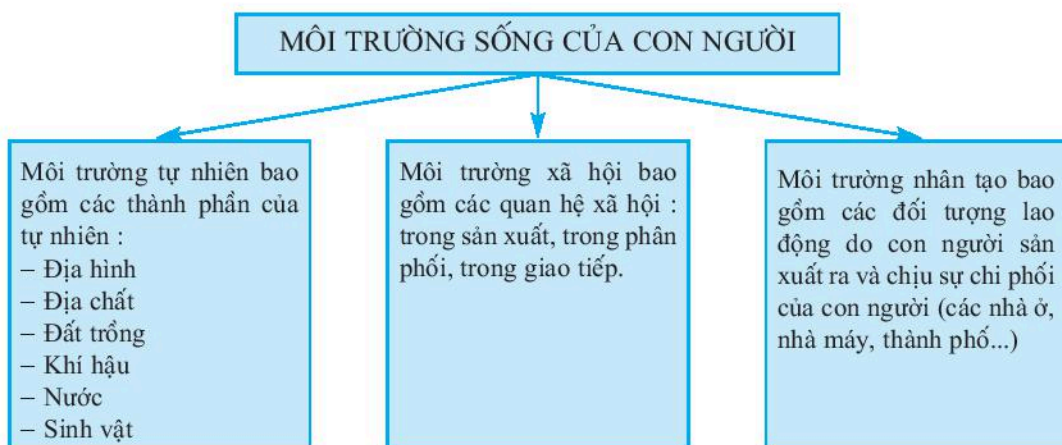 MÔI TRƯỜNG SỐNG CỦA CON NGƯỜI
Môi trường tự nhiên bao
gồm các thành phần của
tự nhiên :
– Địa hình
– Địa chất
– Đất trồng
– Khí hậu
– Nước
– Sinh vật
Môi trường xã hội bao
gồm các quan hệ xã hội :
trong sản xuất, trong phân
phối, trong giao tiếp.
Môi trường nhân tạo bao
gồm các đối tượng lao
động do con người sản
xuất ra và chịu sự chi phối
của con người (các nhà ở,
nhà máy, thành phố...)